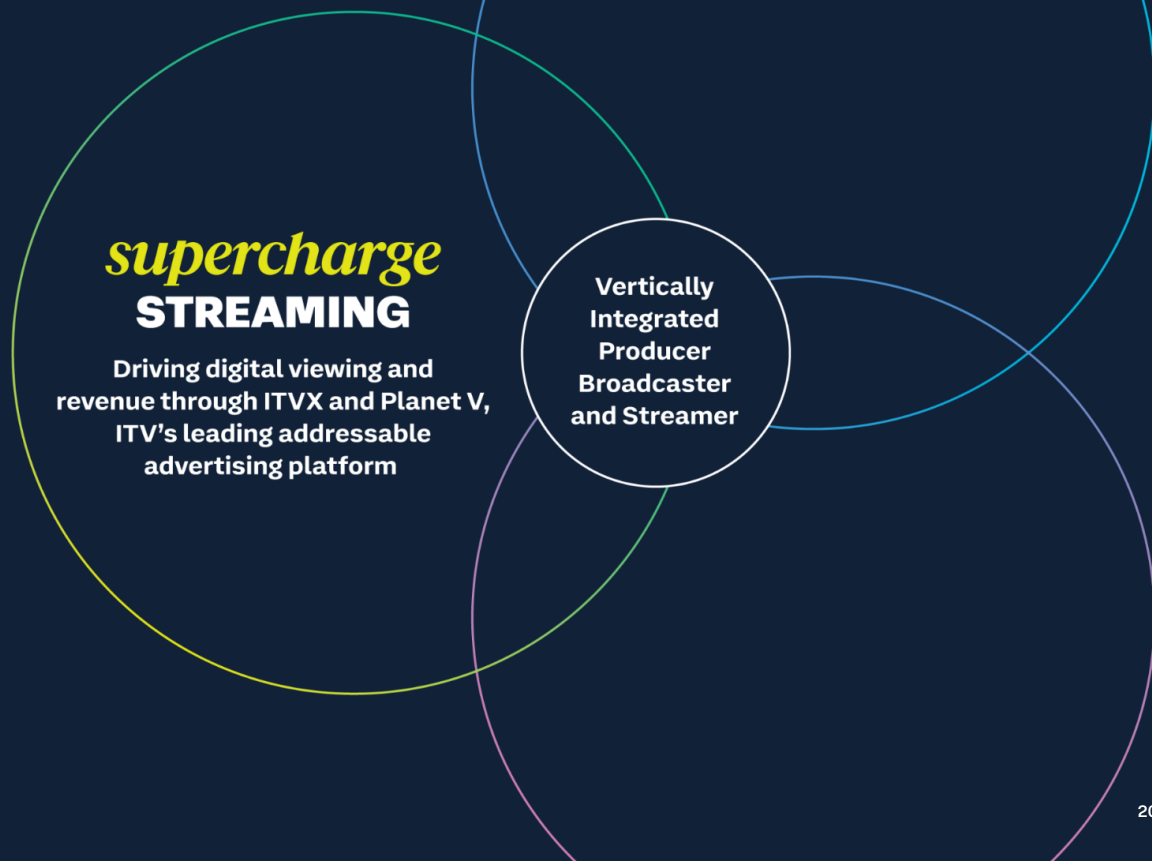 supercharge
STREAMING
Driving digital viewing and
revenue through ITVX and Planet V,
ITV’s leading addressable
advertising platform
Vertically
Integrated
Producer
Broadcaster
and Streamer
20